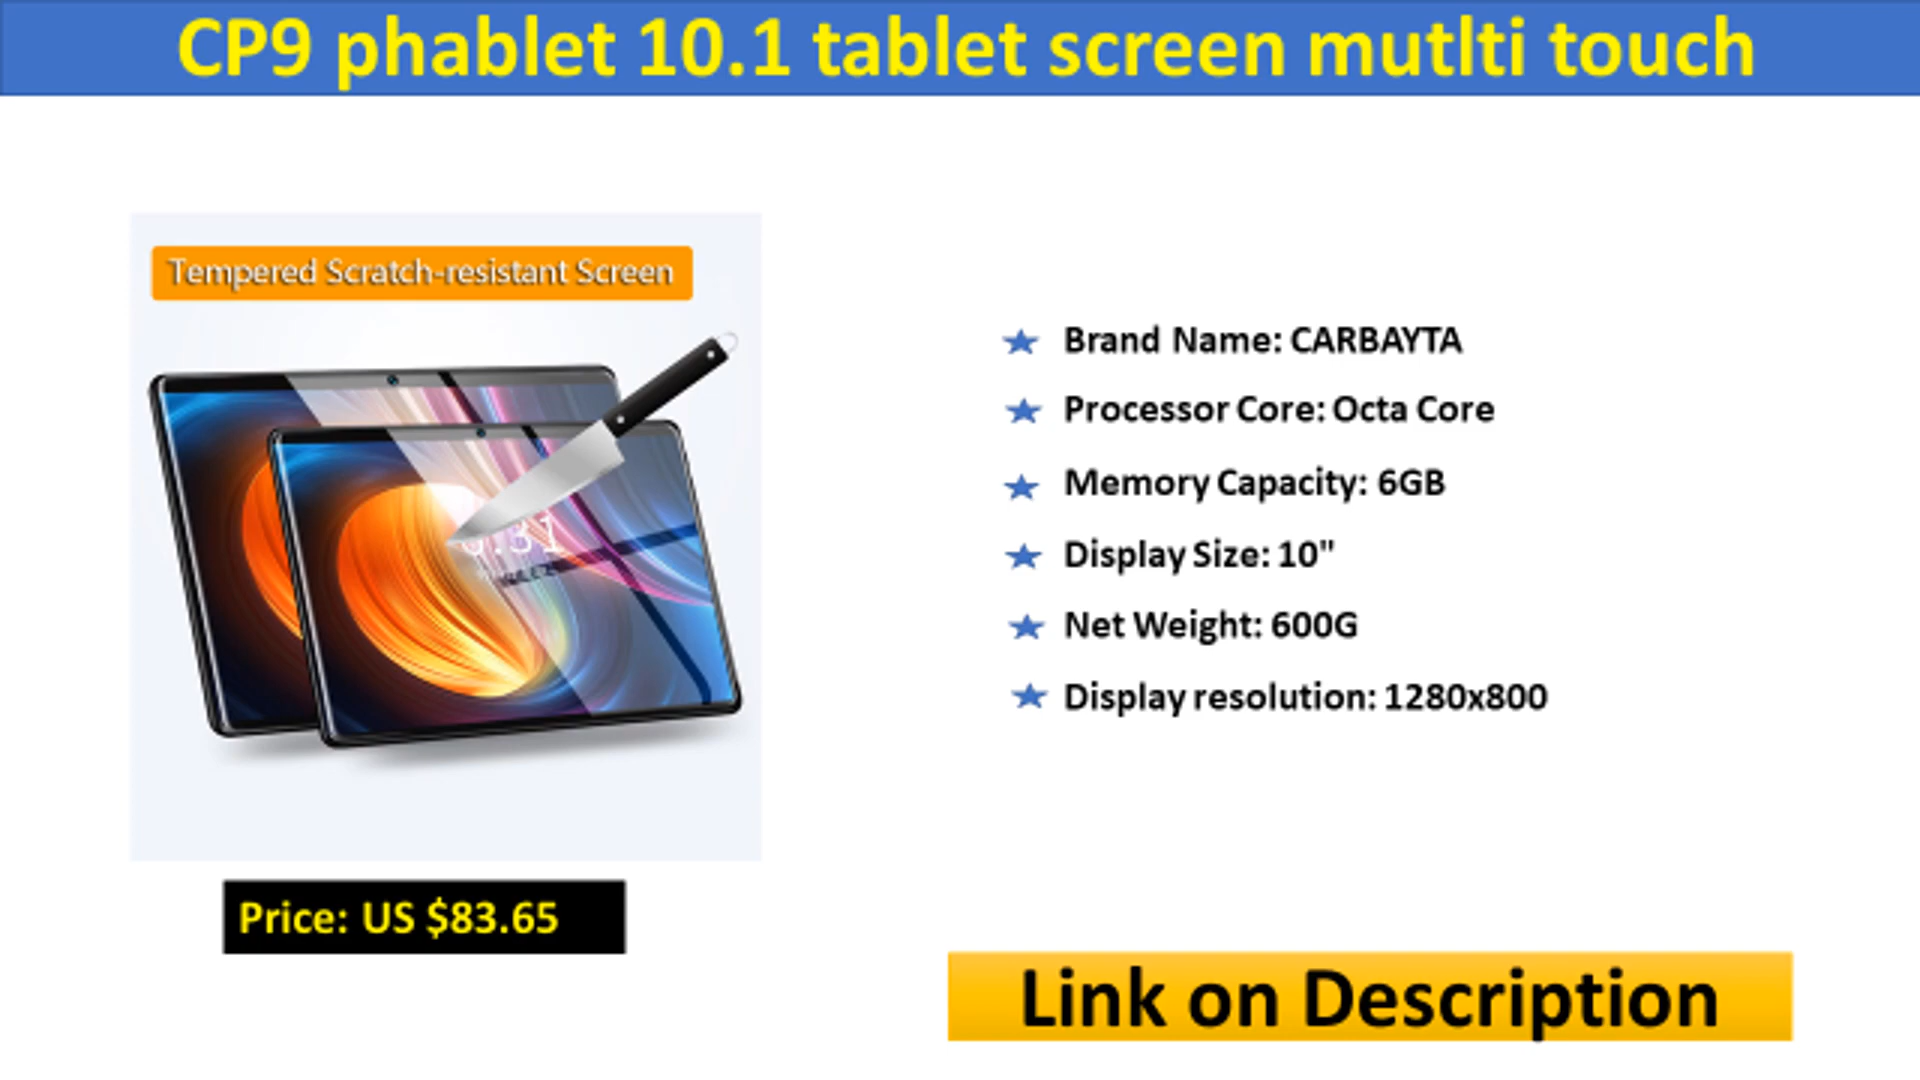 CP9 phablet 10.1 tablet screen mutlti touch
Tempered Scratch-resistant Screen
Brand Name: CARBAYTA
Processor Core: Octa Core
Memory Capacity: 6GB
Display Size: 10"
Net Weight: 600G
Display resolution: 1280x800
Price: US $83.65
Link on Description